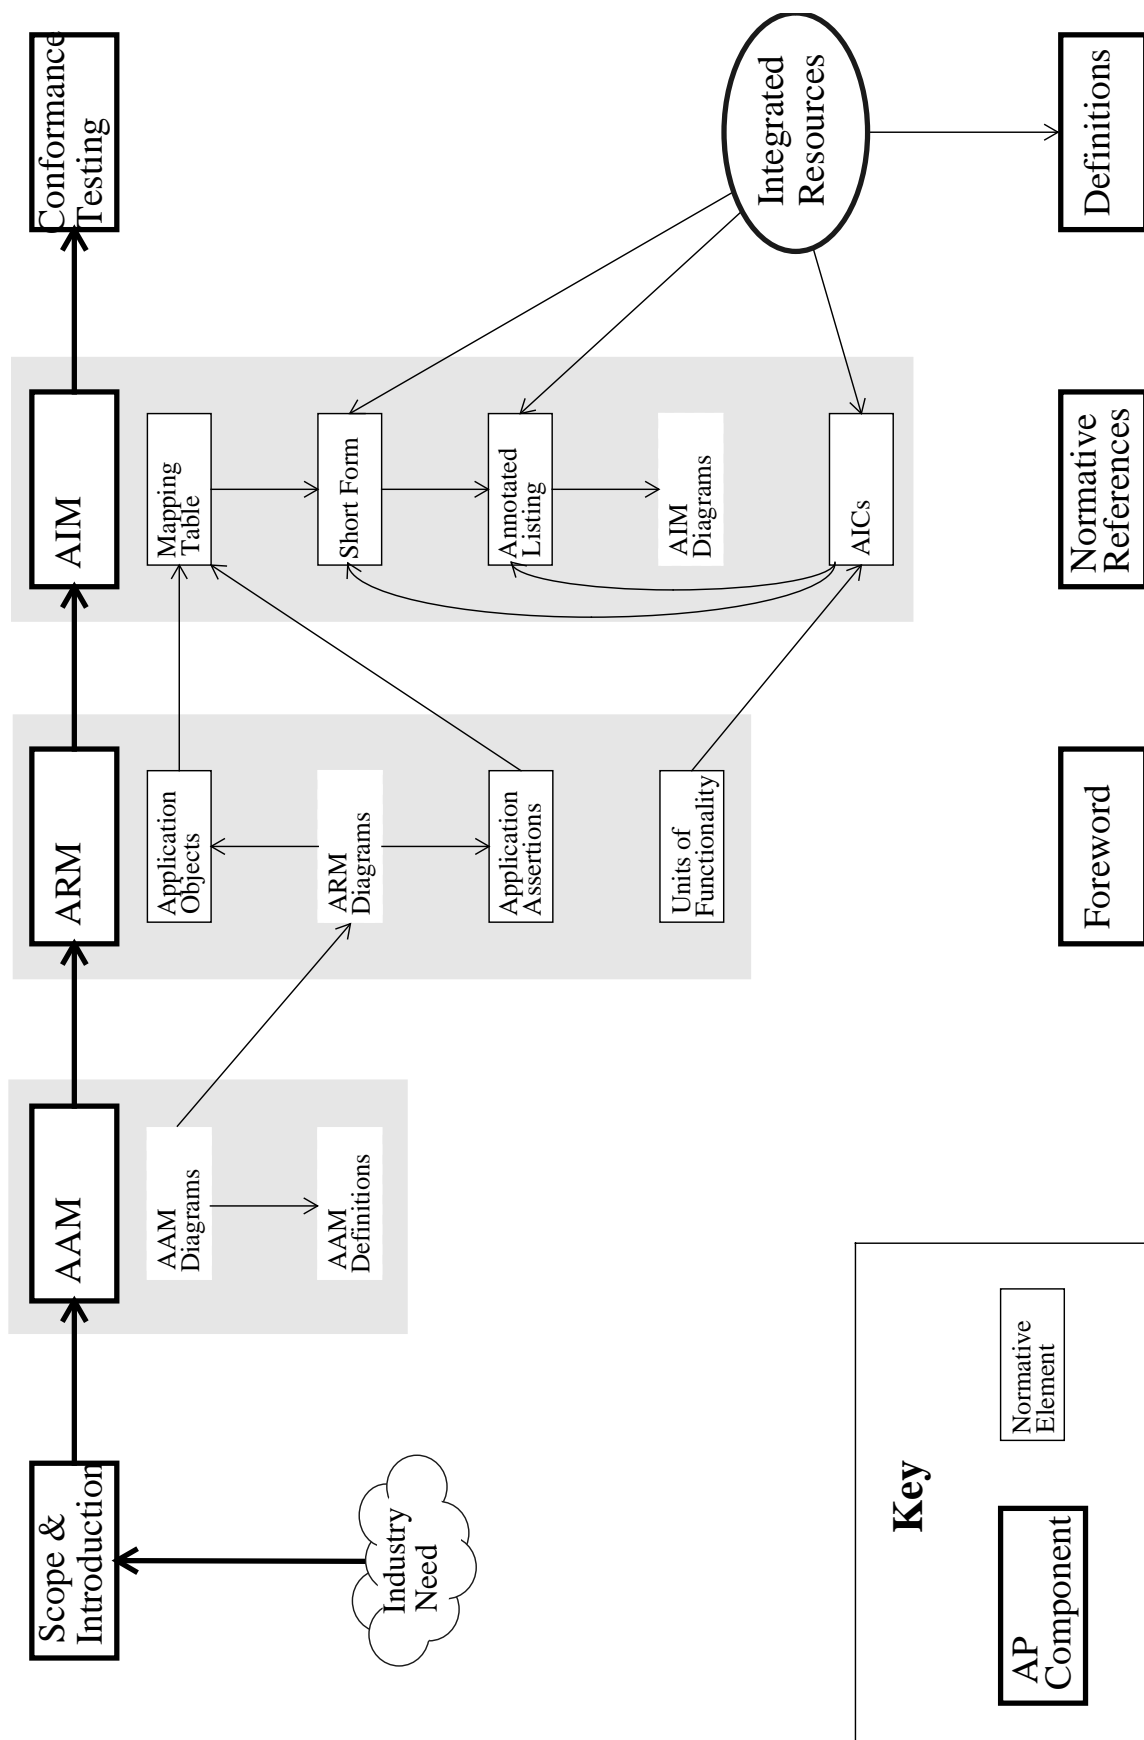 Scope &
Introduction
AAM
ARM
AIM
Conformance
Testing
AAM
Diagrams
AAM
Definitions
Application
Objects
ARM
Diagrams
Application
Assertions
Units of
Functionality
Mapping
Table
Short Form
Annotated
Listing
AIM
Diagrams
AICs
Industry
Need
Integrated
Resources
Key
AP
Component
Normative
Element
Foreword
Normative
References
Definitions